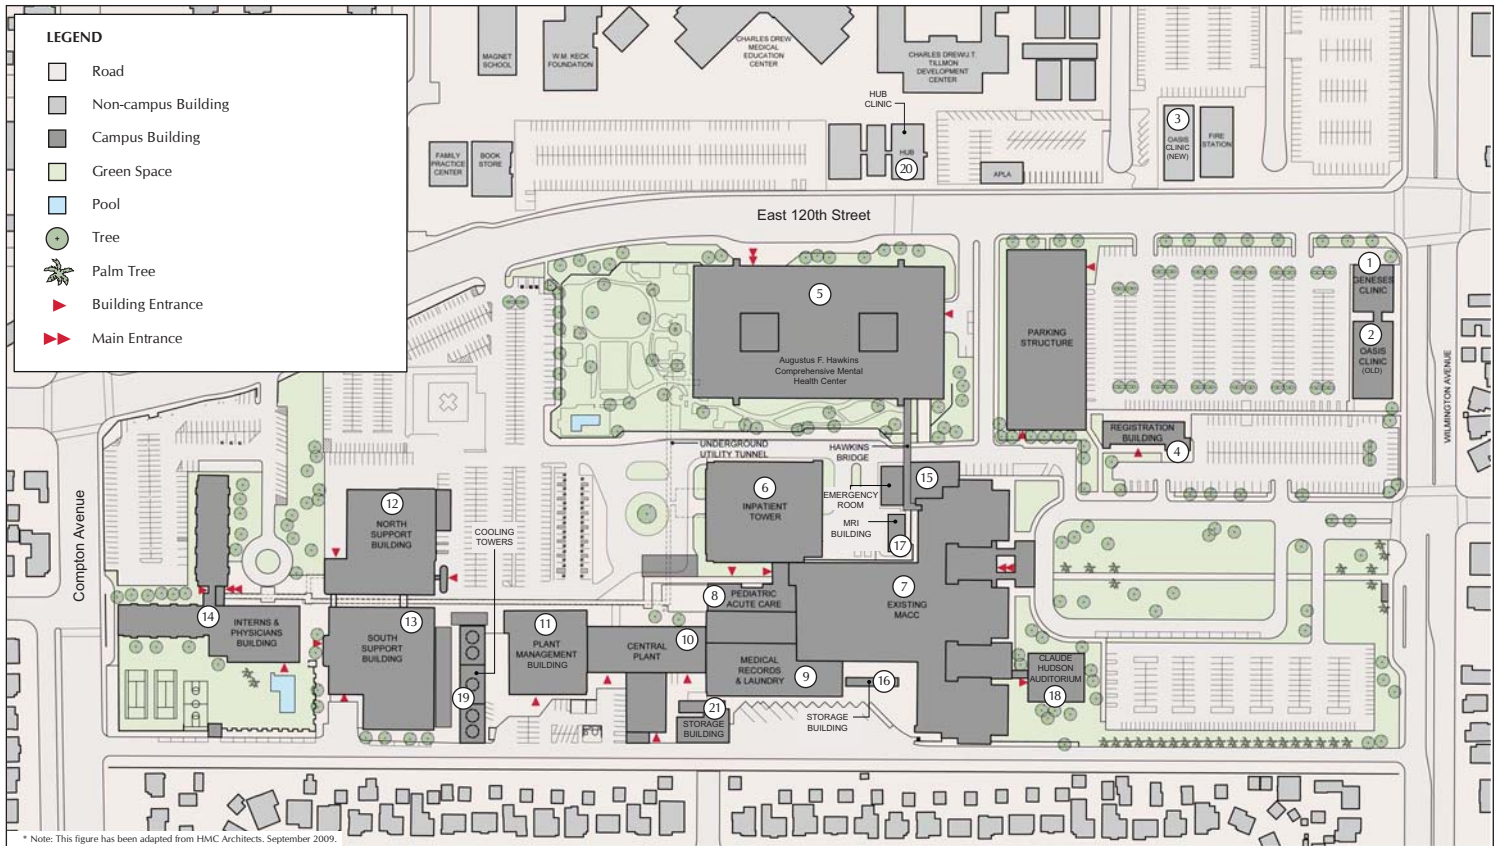 LEGEND
Road
Non-campus Building
Campus Building
Green Space
Pool
Tree
Palm Tree
Building Entrance
Main Entrance
MAGNET
SCHOOL
W.M. KECK
FOUNDATION
CHARLES DREW
MEDICAL
EDUCATION
CENTER
CHARLES DREW/J.T.
TILLMON
DEVELOPMENT
CENTER
HUB
CLINIC
HUB
20
FAMILY
PRACTICE
CENTER
BOOK
STORE
APLA
3
OASIS
CLINIC
(NEW)
FIRE
STATION
East 120th Street
5
Augustus F. Hawkins
Comprehensive Mental
Health Center
PARKING
STRUCTURE
1
GENESES
CLINIC
2
OASIS
CLINIC
(OLD)
WILMINGTON AVENUE
REGISTRATION
BUILDING
4
UNDERGROUND
UTILITY TUNNEL
HAWKINS
BRIDGE
15
EMERGENCY
ROOM
6
INPATIENT
TOWER
MRI
BUILDING
17
12
NORTH
SUPPORT
BUILDING
COOLING
TOWERS
Compton Avenue
7
EXISTING
MACC
8
PEDIATRIC
ACUTE CARE
14
INTERNS &
PHYSICIANS
BUILDING
13
SOUTH
SUPPORT
BUILDING
11
PLANT
MANAGEMENT
BUILDING
10
CENTRAL
PLANT
MEDICAL
RECORDS
& LAUNDRY
9
16
STORAGE
BUILDING
CLAUDE
HUDSON
AUDITORIUM
18
19
21
STORAGE
BUILDING
* Note: This figure has been adapted from HMC Architects. September 2009.